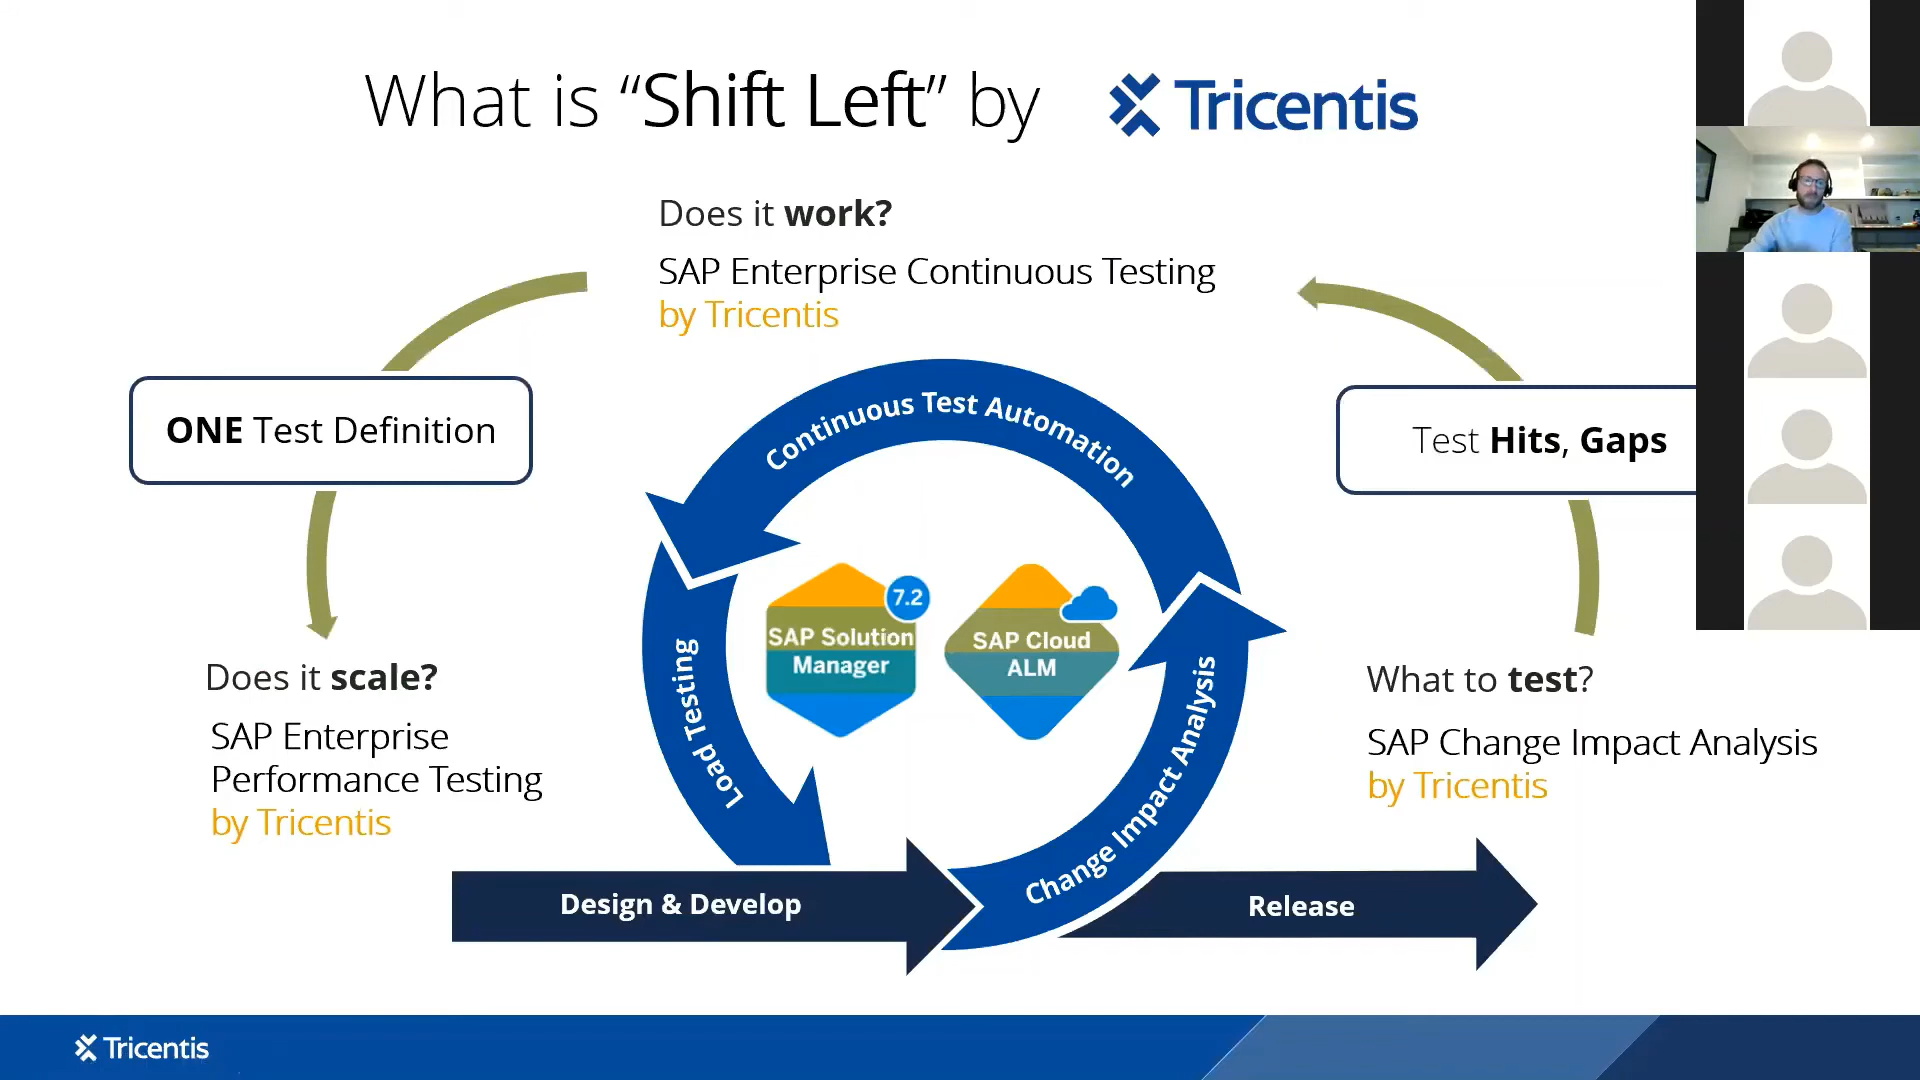 What is “Shift Left” by Tricentis
Does it work?
SAP Enterprise Continuous Testing
by Tricentis
ONE Test Definition
Test Hits, Gaps
Continuous Test Automation
Load Testing
Change Impact Analysis
7.2
SAP Solution
Manager
SAP Cloud
ALM
Does it scale?
SAP Enterprise
Performance Testing
by Tricentis
What to test?
SAP Change Impact Analysis
by Tricentis
Design & Develop
Release
Tricentis